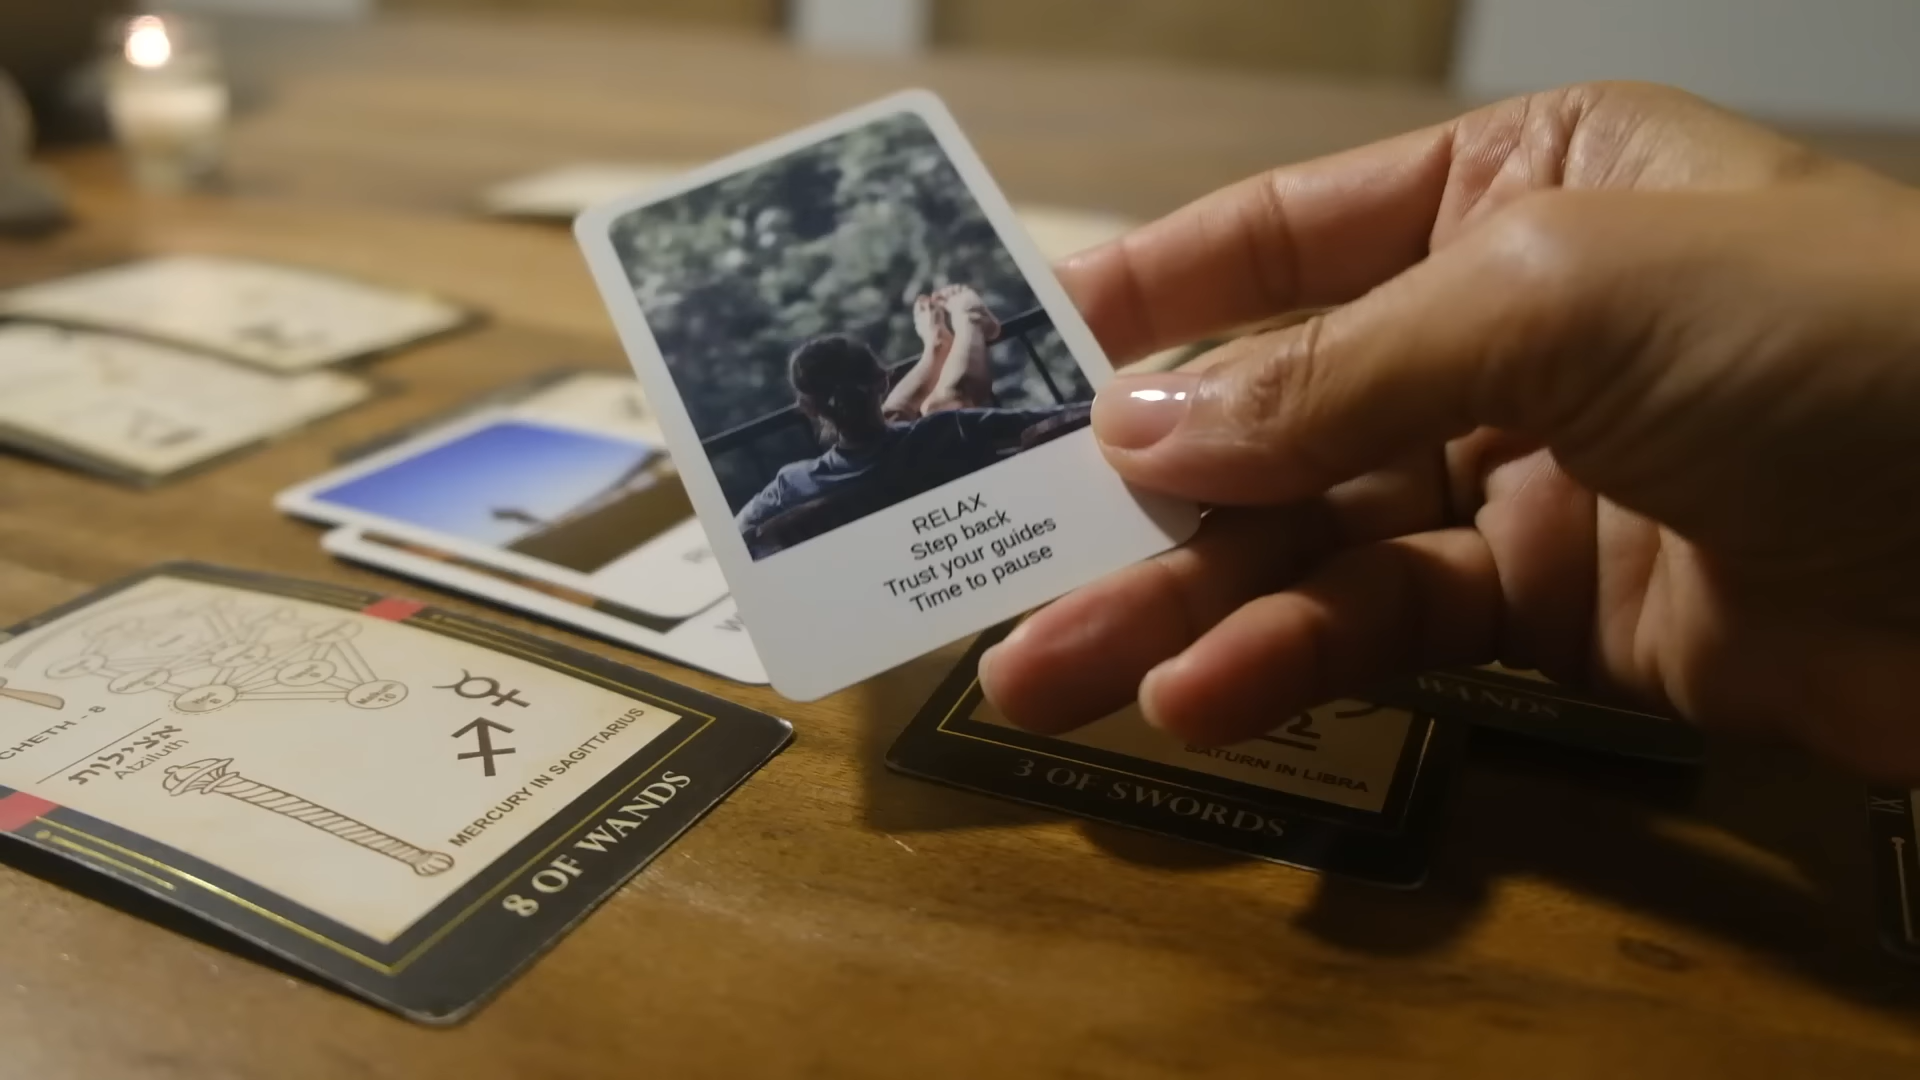 RELAX
Step back
Trust your guides
Time to pause
CHETH - 8
אצילות
Atziluth
MERCURY IN SAGITTARIUS
8 OF WANDS
SATURN IN LIBRA
3 OF SWORDS
WANDS
XI